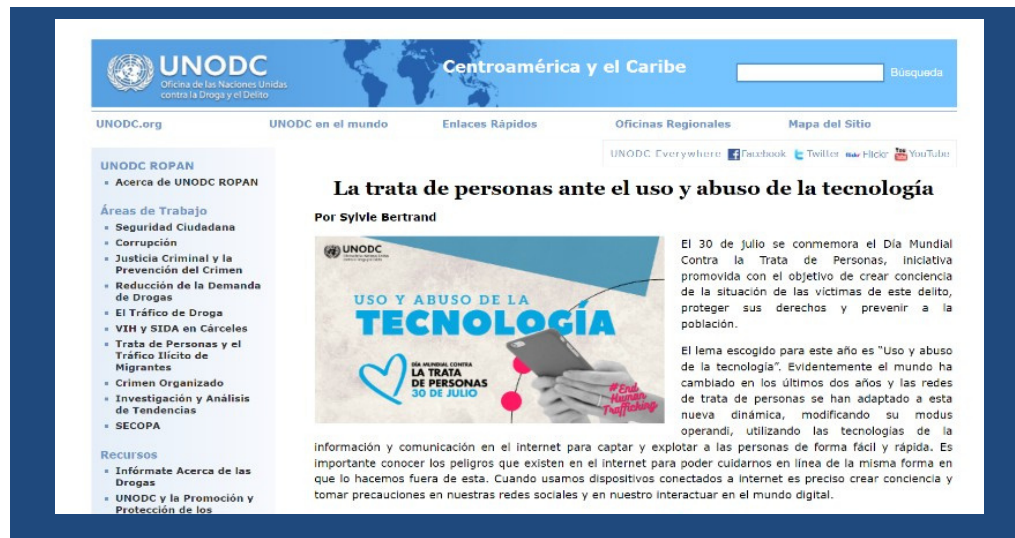 UNODC
Oficina de las Naciones Unidas
contra la Droga y el Delito
Centroamérica y el Caribe
Búsqueda
UNODC.org
UNODC en el mundo
Enlaces Rápidos
Oficinas Regionales
Mapa del Sitio
UNODC Everywhere Facebook Twitter flickr Flickr You Tube YouTube
UNODC ROPAN
Acerca de UNODC ROPAN
Áreas de Trabajo
Seguridad Ciudadana
Corrupción
Justicia Criminal y la
Prevención del Crimen
Reducción de la Demanda
de Drogas
El Tráfico de Droga
VIH y SIDA en Cárceles
Trata de Personas y el
Tráfico Ilícito de
Migrantes
Crimen Organizado
Investigación y Análisis
de Tendencias
SECOPA
Recursos
Infórmate Acerca de las
Drogas
UNODC y la Promoción y
Protección de los
La trata de personas ante el uso y abuso de la tecnología
Por Sylvie Bertrand
UNODC
USO Y ABUSO DE LA
TECNOLOGÍA
DÍA MUNDIAL CONTRA
LA TRATA
DE PERSONAS
30 DE JULIO
#End
Human
Trafficking
El 30 de julio se conmemora el Día Mundial
Contra la Trata de Personas, iniciativa
promovida con el objetivo de crear conciencia
de la situación de las víctimas de este delito,
proteger sus derechos y prevenir a la
población.
El lema escogido para este año es "Uso y abuso
de la tecnología". Evidentemente el mundo ha
cambiado en los últimos dos años y las redes
de trata de personas se han adaptado a esta
nueva dinámica, modificando su modus
operandi, utilizando las tecnologías de la
información y comunicación en el internet para captar y explotar a las personas de forma fácil y rápida. Es
importante conocer los peligros que existen en el internet para poder cuidarnos en línea de la misma forma en
que lo hacemos fuera de esta. Cuando usamos dispositivos conectados a internet es preciso crear conciencia y
tomar precauciones en nuestras redes sociales y en nuestro interactuar en el mundo digital.